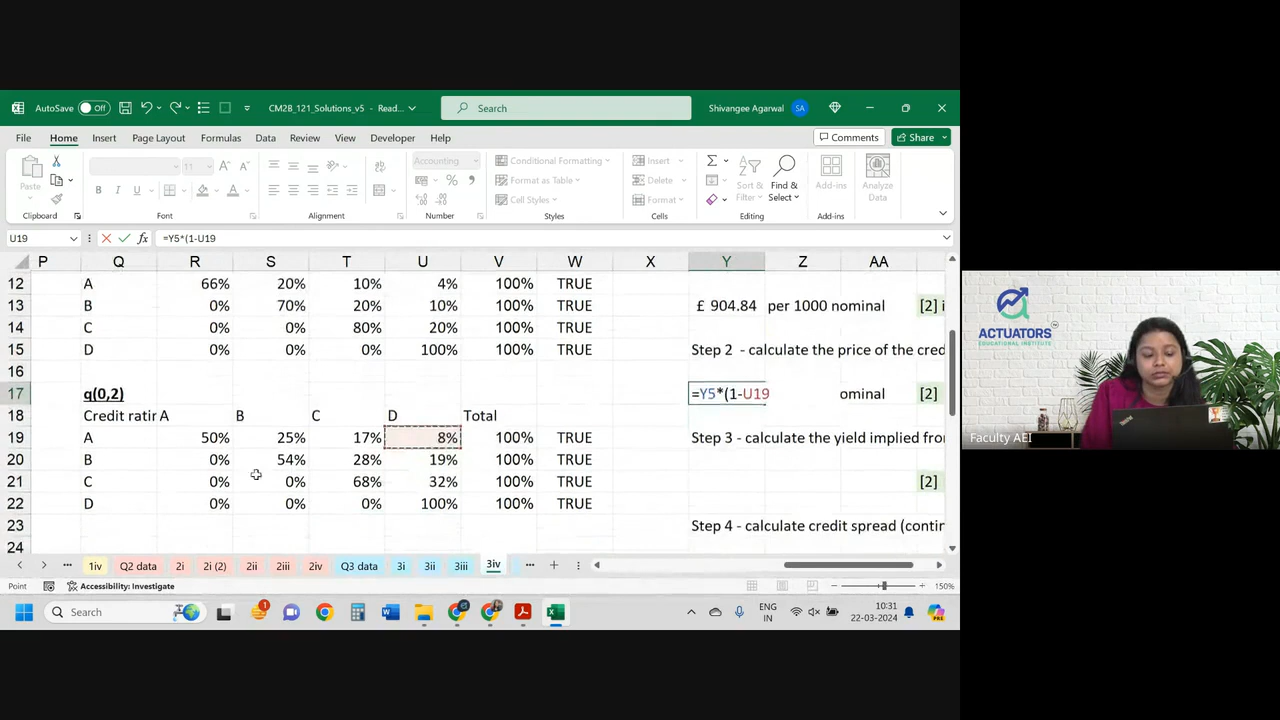 AutoSave Off CM2B_121_Solutions_v5 - Read... Search Shivangee Agarwal SA
File Home Insert Page Layout Formulas Data Review View Developer Help Comments Share
Paste 11 A A B I U A Accounting % Conditional Formatting Format as Table Cell Styles Insert Delete Format Sort & Filter Find & Select Add-ins Analyze Data
Clipboard Font Alignment Number Styles Cells Editing Add-ins
U19 fx =Y5*(1-U19
P Q R S T U V W X Y Z AA
12 A 66% 20% 10% 4% 100% TRUE
13 B 0% 70% 20% 10% 100% TRUE £ 904.84 per 1000 nominal [2] i
14 C 0% 0% 80% 20% 100% TRUE
15 D 0% 0% 0% 100% 100% TRUE Step 2 - calculate the price of the cred
16
17 q(0,2) =Y5*(1-U19 ominal [2]
18 Credit ratir A B C D Total
19 A 50% 25% 17% 8% 100% TRUE Step 3 - calculate the yield implied from
20 B 0% 54% 28% 19% 100% TRUE
21 C 0% 0% 68% 32% 100% TRUE [2]
22 D 0% 0% 0% 100% 100% TRUE
23 Step 4 - calculate credit spread (contin
24
... 1iv Q2 data 2i 2i (2) 2ii 2iii 2iv Q3 data 3i 3ii 3iii 3iv ...
Point Accessibility: Investigate 150%
Search 1 ENG IN 10:31 22-03-2024
ACTUATORS
EDUCATIONAL INSTITUTE
Faculty AEI